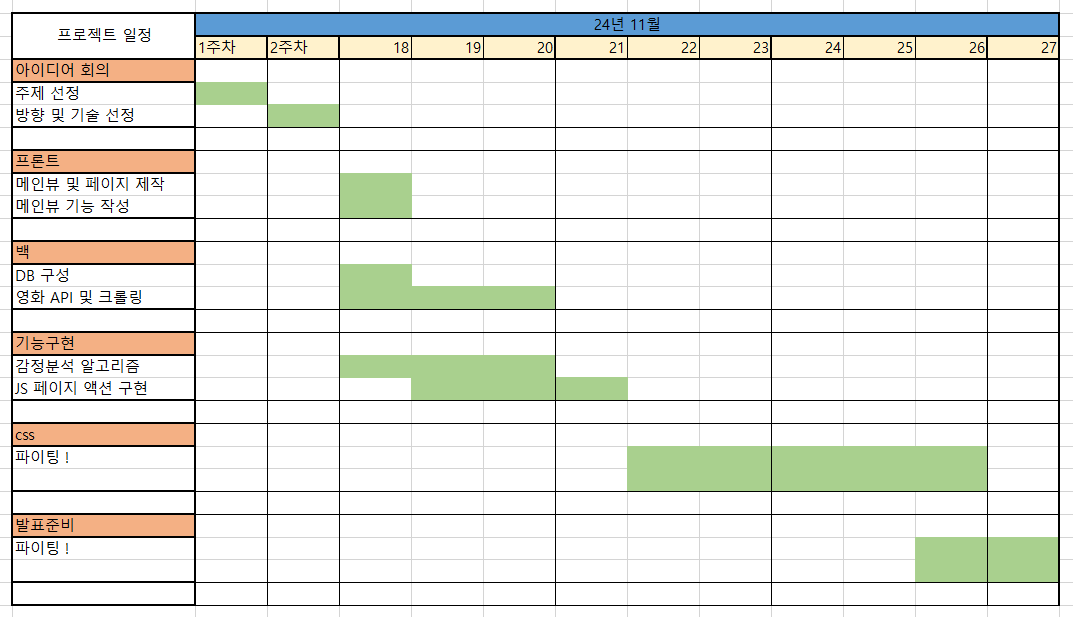 프로젝트 일정
24년 11월
1주차 2주차 18 19 20 21 22 23 24 25 26 27
아이디어 회의
주제 선정
방향 및 기술 선정
프론트
메인뷰 및 페이지 제작
메인뷰 기능 작성
백
DB 구성
영화 API 및 크롤링
기능구현
감정분석 알고리즘
JS 페이지 액션 구현
css
파이팅 !
발표준비
파이팅 !